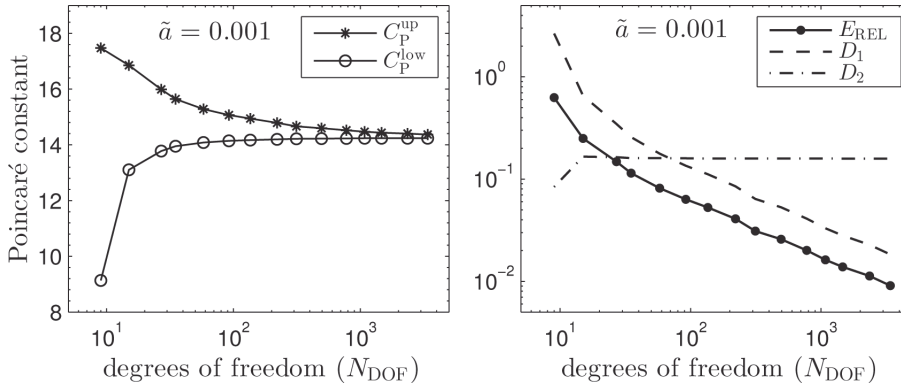 ã = 0.001
C_P^up
C_P^low
Poincaré constant
18
16
14
12
10
8
10^1
10^2
10^3
degrees of freedom (N_DOF)
ã = 0.001
E_REL
D_1
D_2
10^0
10^-1
10^-2
10^1
10^2
10^3
degrees of freedom (N_DOF)